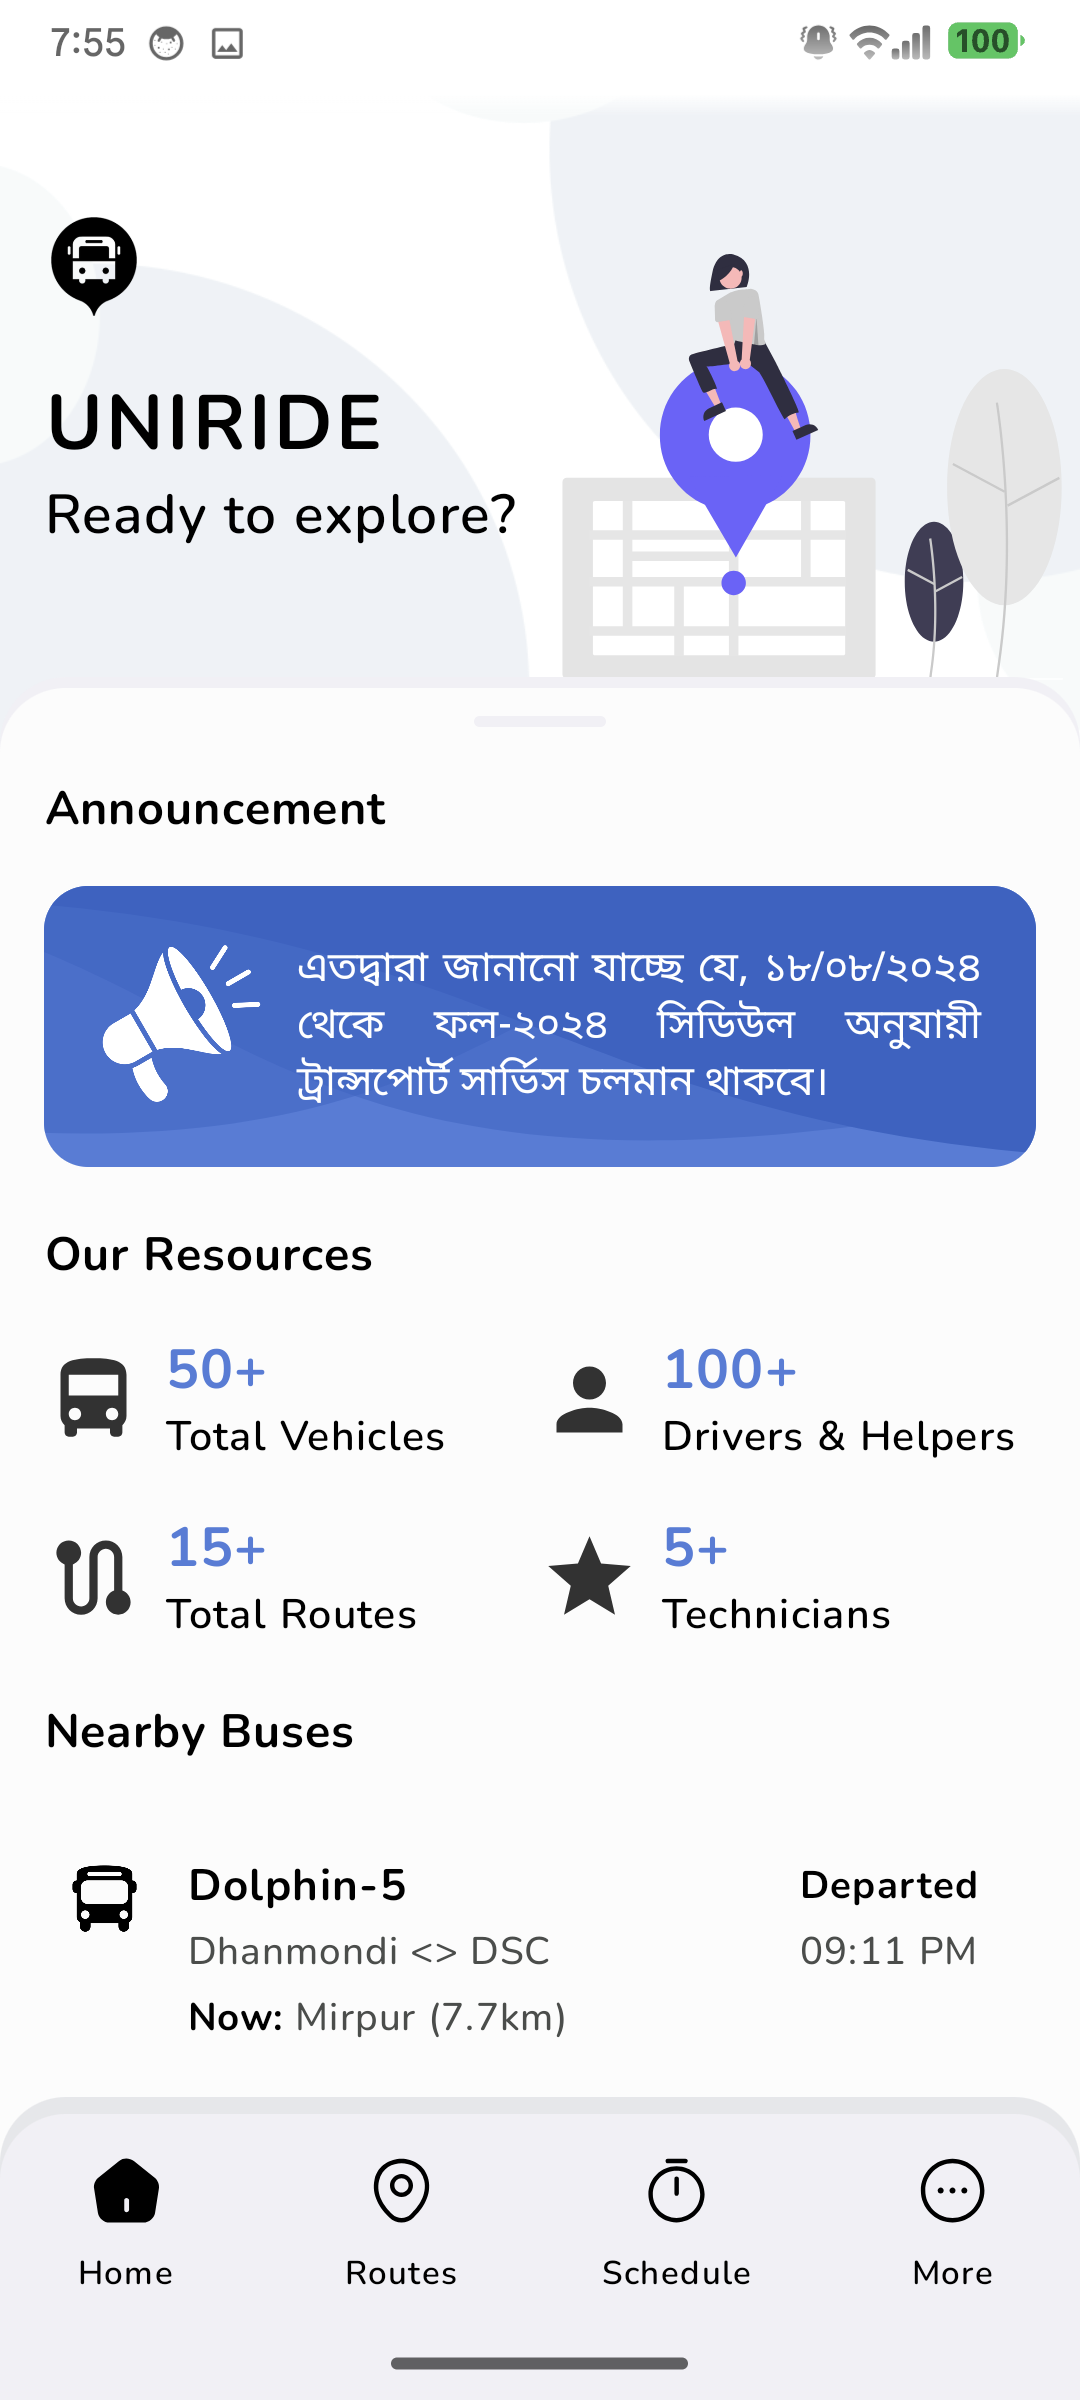 7:55
100
UNIRIDE
Ready to explore?
Announcement
এতদ্বারা জানানো যাচ্ছে যে, ১৮/০৮/২০২৪
থেকে ফল-২০২৪ সিডিউল অনুযায়ী
ট্রান্সপোর্ট সার্ভিস চলমান থাকবে।
Our Resources
50+
Total Vehicles
100+
Drivers & Helpers
15+
Total Routes
5+
Technicians
Nearby Buses
Dolphin-5
Departed
Dhanmondi <> DSC
09:11 PM
Now: Mirpur (7.7km)
Home
Routes
Schedule
More